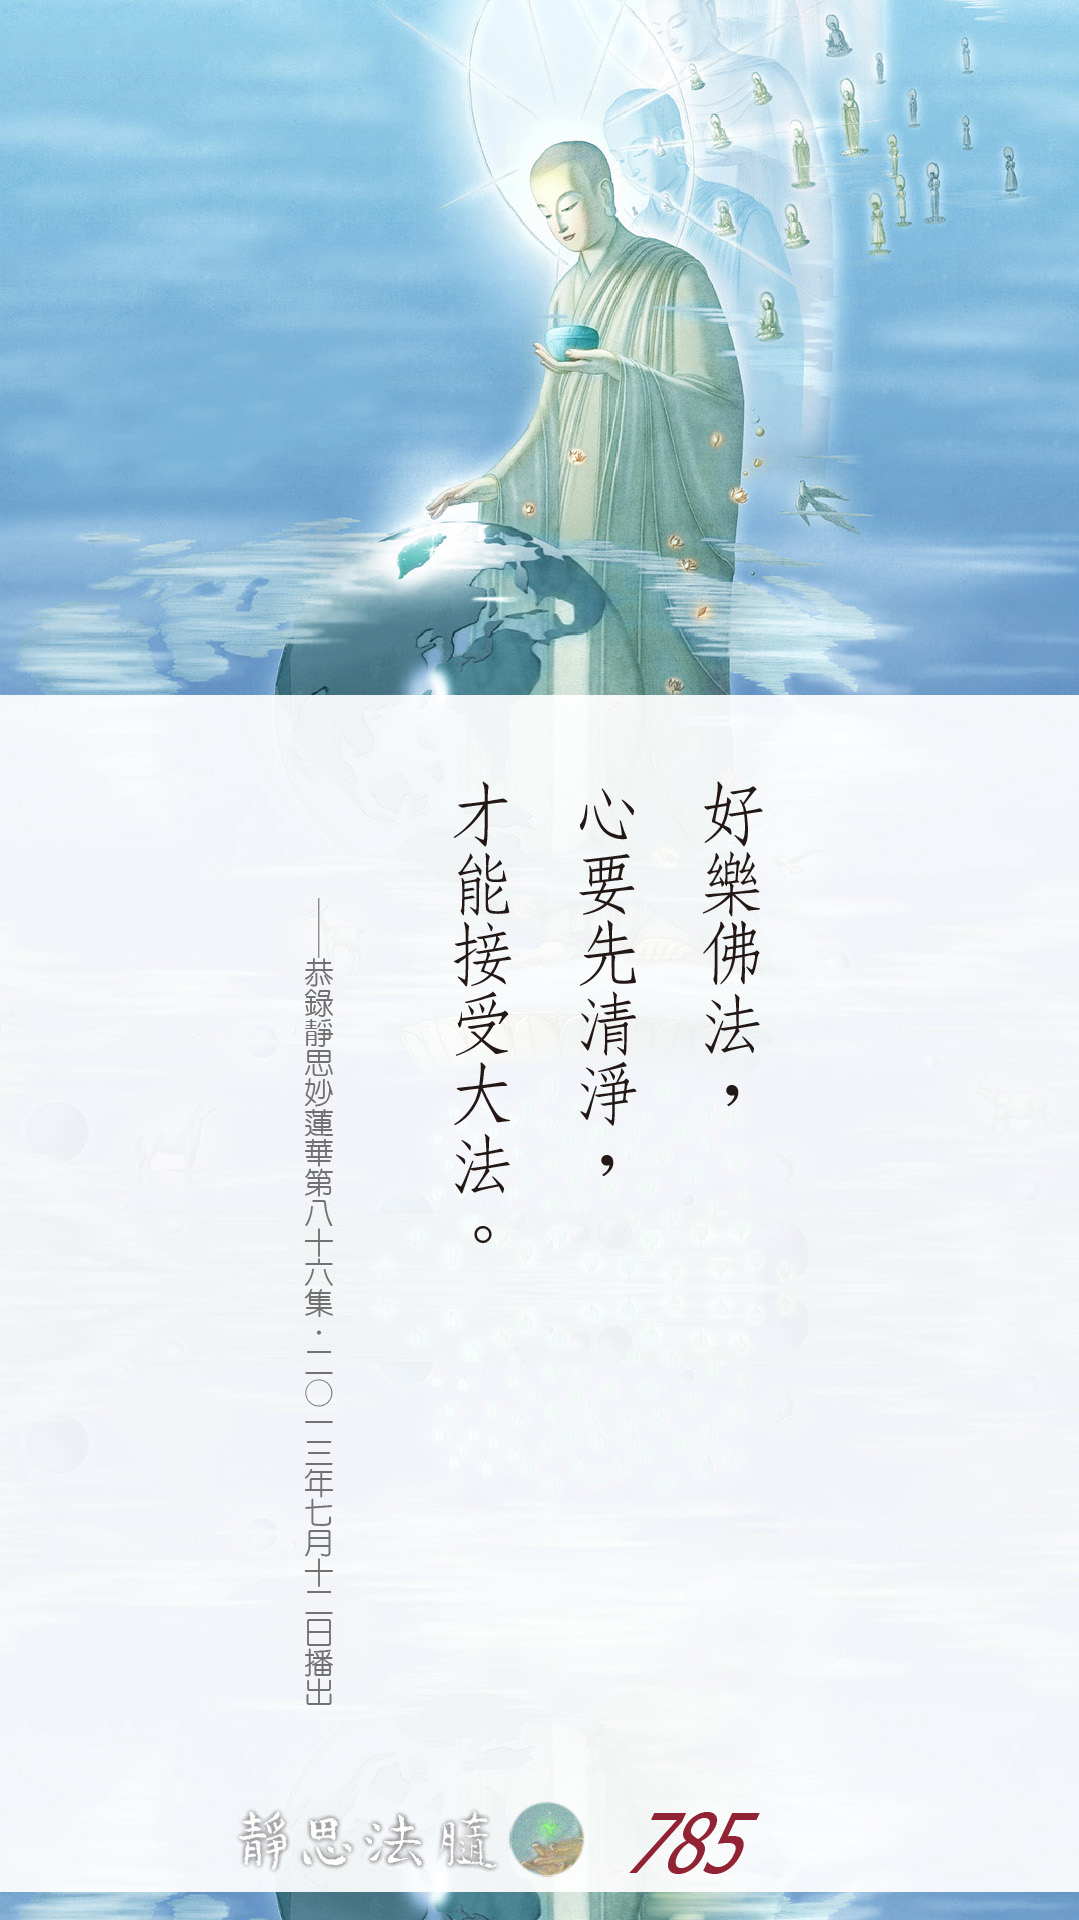 好樂佛法，
心要先清淨，
才能接受大法。
——恭錄靜思妙蓮華第八十六集．二〇一三年七月十二日播出
靜思法髓
785